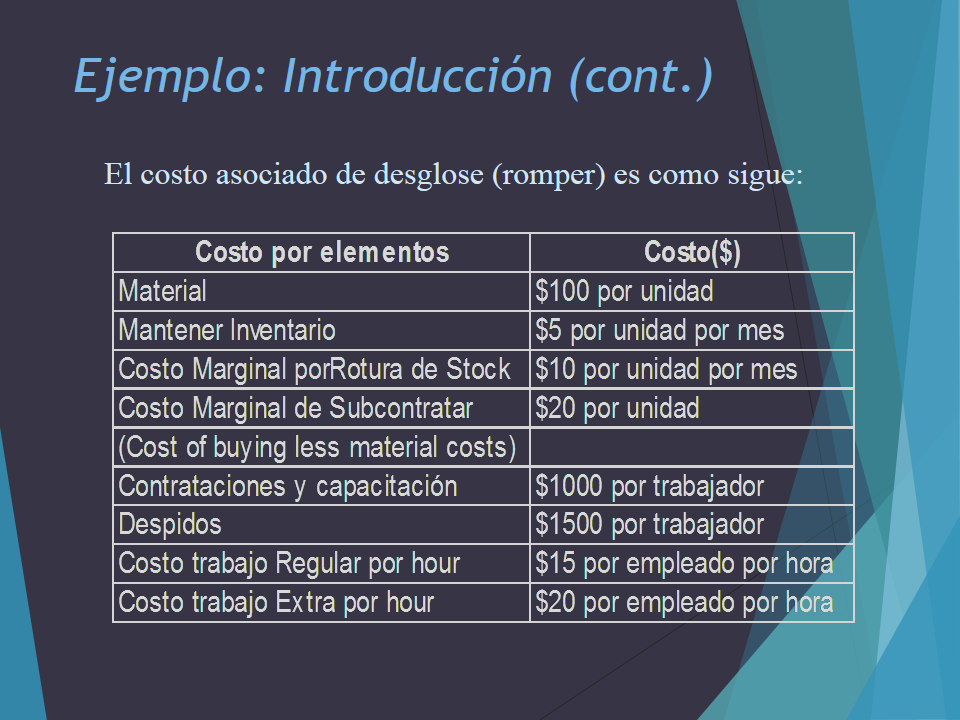 Ejemplo: Introducción (cont.)
El costo asociado de desglose (romper) es como sigue:
Costo por elementos Costo($)
Material $100 por unidad
Mantener Inventario $5 por unidad por mes
Costo Marginal porRotura de Stock $10 por unidad por mes
Costo Marginal de Subcontratar $20 por unidad
(Cost of buying less material costs)
Contrataciones y capacitación $1000 por trabajador
Despidos $1500 por trabajador
Costo trabajo Regular por hour $15 por empleado por hora
Costo trabajo Extra por hour $20 por empleado por hora